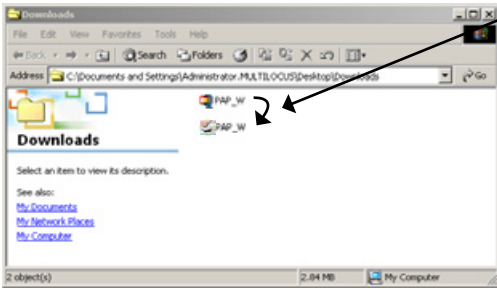 Downloads
File Edit View Favorites Tools Help
Back Search Folders
Address C:\Documents and Settings\Administrator.MULTILOCUS\Desktop\Downloads Go
PAP_W
PAP_W
Downloads
Select an item to view its description.
See also:
My Documents
My Network Places
My Computer
2 object(s) 2.84 MB My Computer